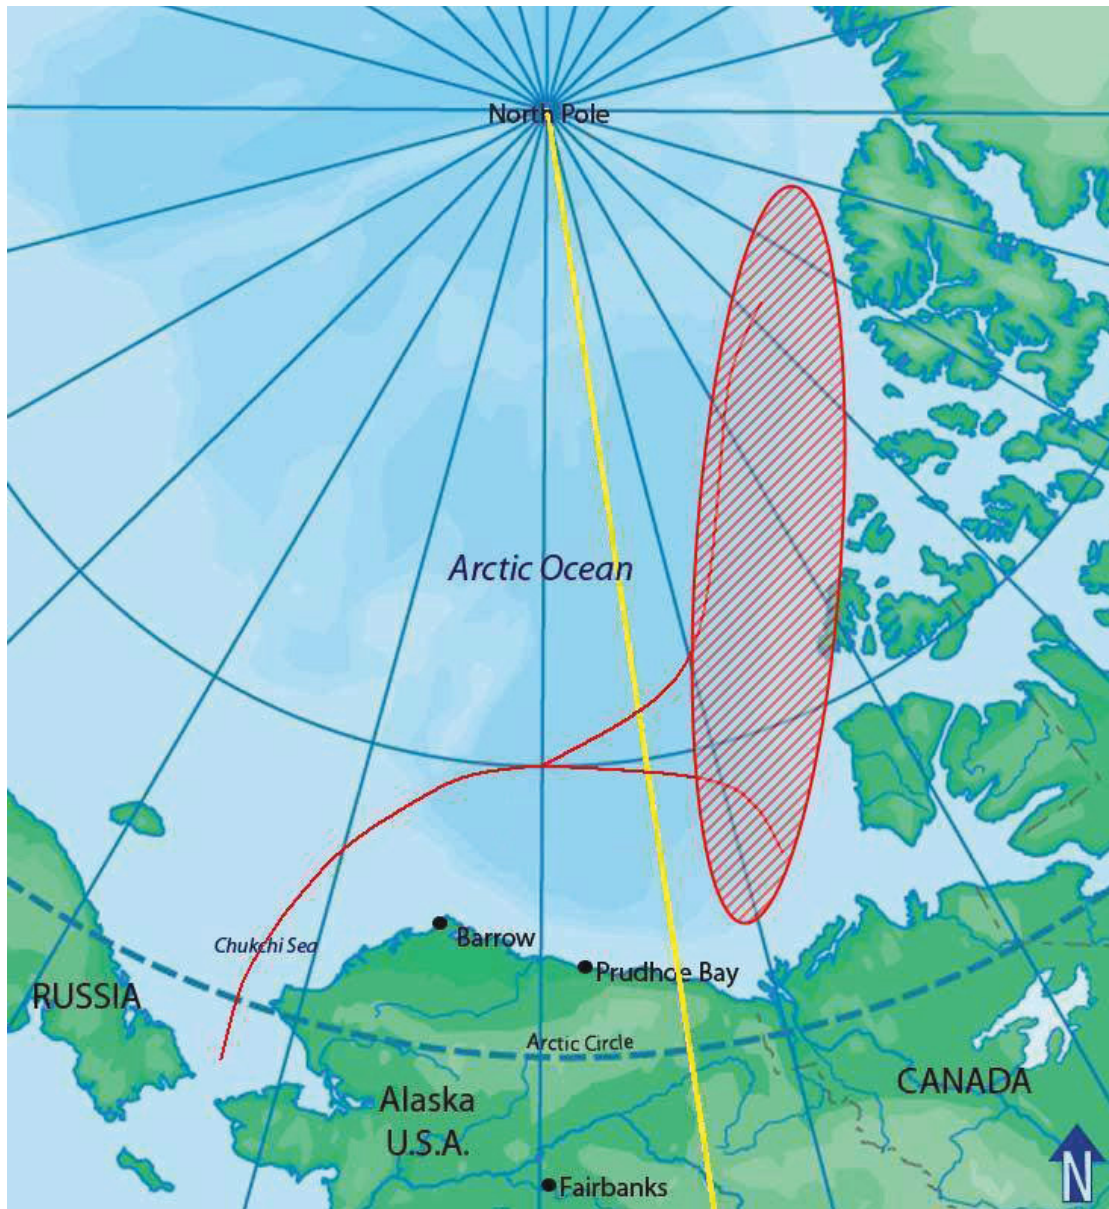 North Pole
Arctic Ocean
Chukchi Sea
Barrow
Prudhoe Bay
RUSSIA
Arctic Circle
CANADA
Alaska
U.S.A.
Fairbanks
N